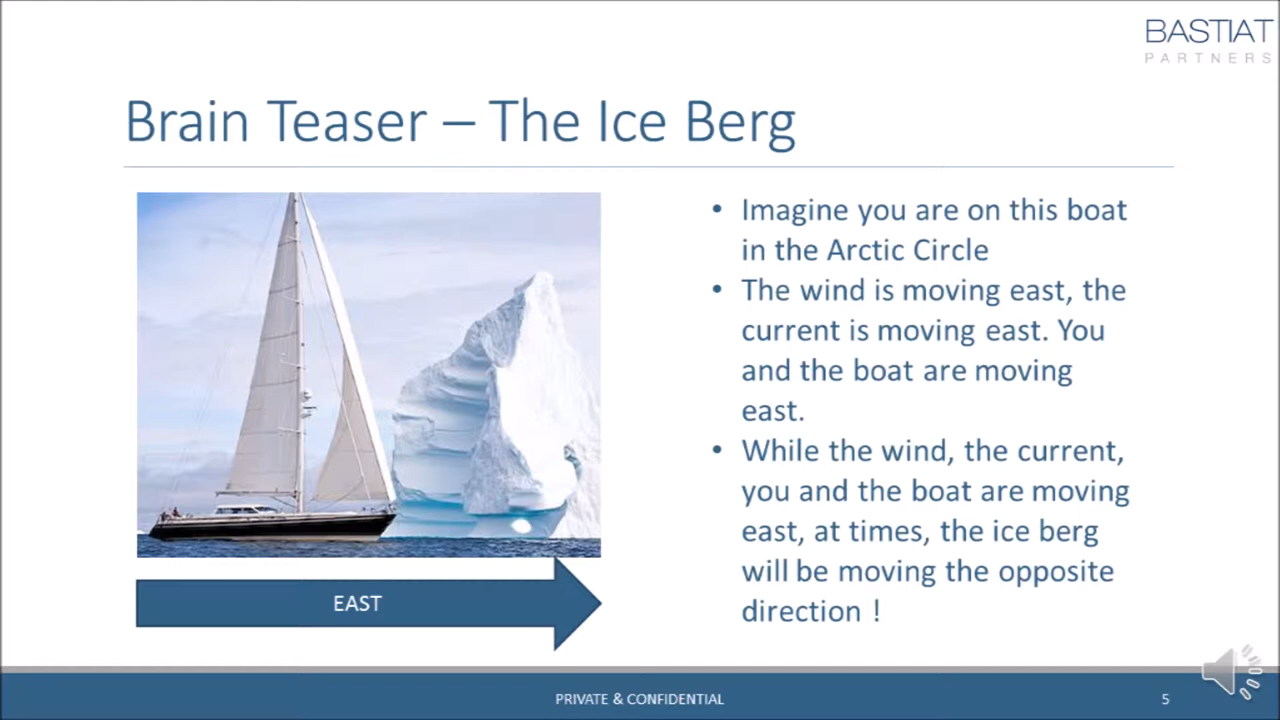 BASTIAT
PARTNERS
Brain Teaser – The Ice Berg
• Imagine you are on this boat
in the Arctic Circle
• The wind is moving east, the
current is moving east. You
and the boat are moving
east.
• While the wind, the current,
you and the boat are moving
east, at times, the ice berg
will be moving the opposite
direction !
EAST
PRIVATE & CONFIDENTIAL
5